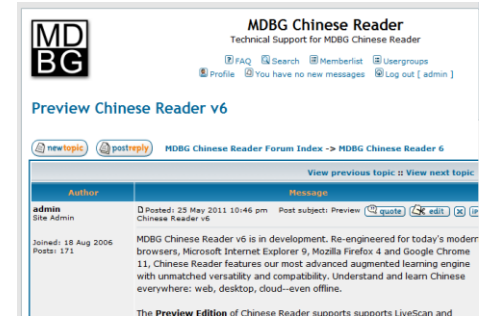 MD
BG
MDBG Chinese Reader
Technical Support for MDBG Chinese Reader
FAQ Search Memberlist Usergroups
Profile You have no new messages Log out [ admin ]
Preview Chinese Reader v6
newtopic postreply MDBG Chinese Reader Forum Index -> MDBG Chinese Reader 6
View previous topic :: View next topic
Author Message
admin
Site Admin
Joined: 18 Aug 2006
Posts: 171
Posted: 25 May 2011 10:46 pm Post subject: Preview
Chinese Reader v6
quote edit X IP
MDBG Chinese Reader v6 is in development. Re-engineered for today's modern
browsers, Microsoft Internet Explorer 9, Mozilla Firefox 4 and Google Chrome
11, Chinese Reader features our most advanced augmented learning engine
with unmatched versatility and compatibility. Understand and learn Chinese
everywhere: web, desktop, cloud--even offline.
The Preview Edition of Chinese Reader supports supports LiveScan and